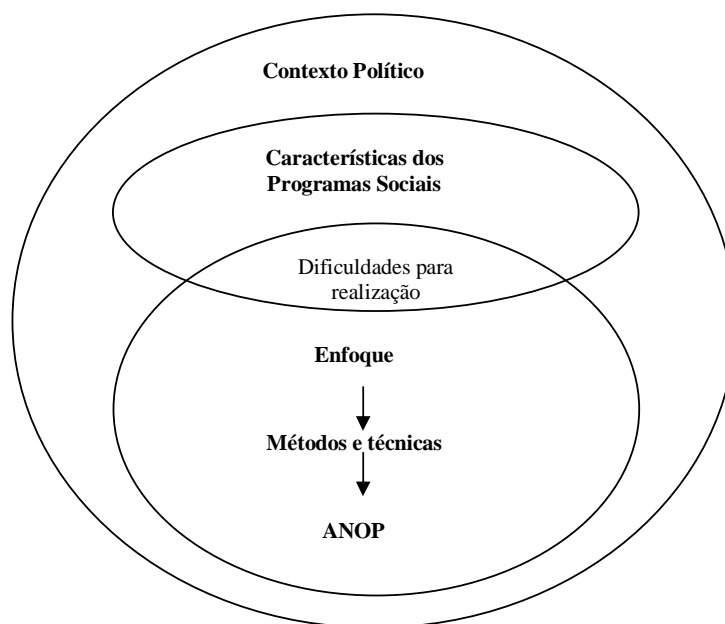 Contexto Político
Características dos
Programas Sociais
Dificuldades para
realização
Enfoque
Métodos e técnicas
ANOP